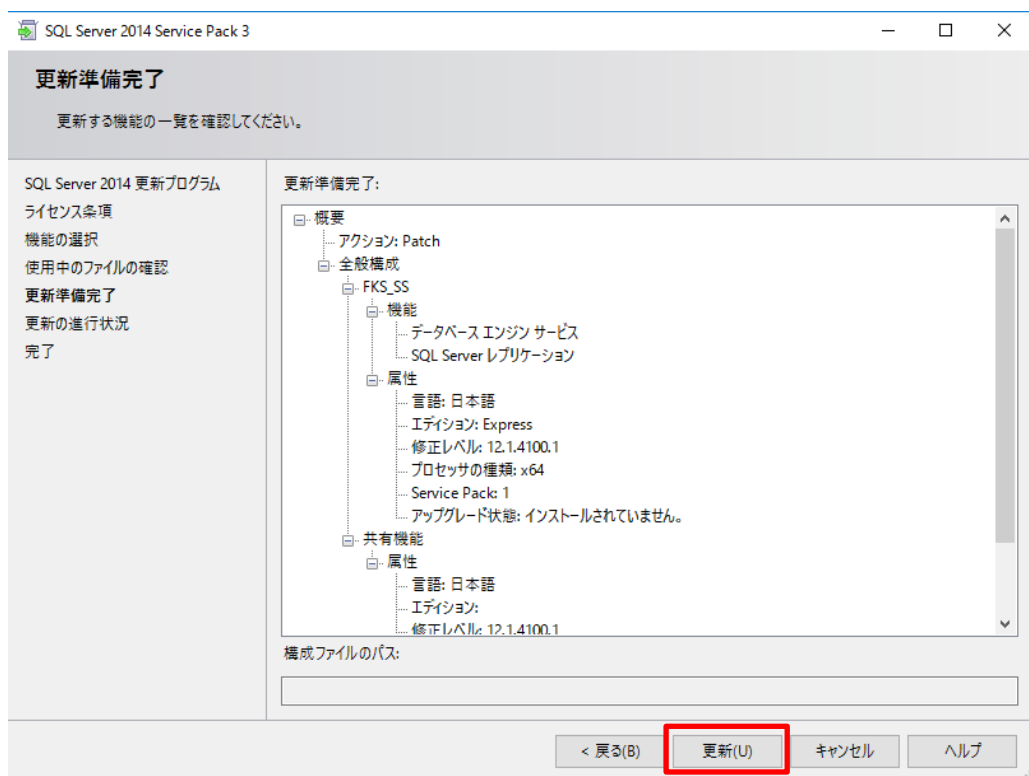 SQL Server 2014 Service Pack 3
更新準備完了
更新する機能の一覧を確認してください。
SQL Server 2014 更新プログラム
ライセンス条項
機能の選択
使用中のファイルの確認
更新準備完了
更新の進行状況
完了
更新準備完了:
概要
アクション: Patch
全般構成
FKS_SS
機能
データベース エンジン サービス
SQL Server レプリケーション
属性
言語: 日本語
エディション: Express
修正レベル: 12.1.4100.1
プロセッサの種類: x64
Service Pack: 1
アップグレード状態: インストールされていません。
共有機能
属性
言語: 日本語
エディション:
修正レベル: 12.1.4100.1
構成ファイルのパス:
< 戻る(B)
更新(U)
キャンセル
ヘルプ